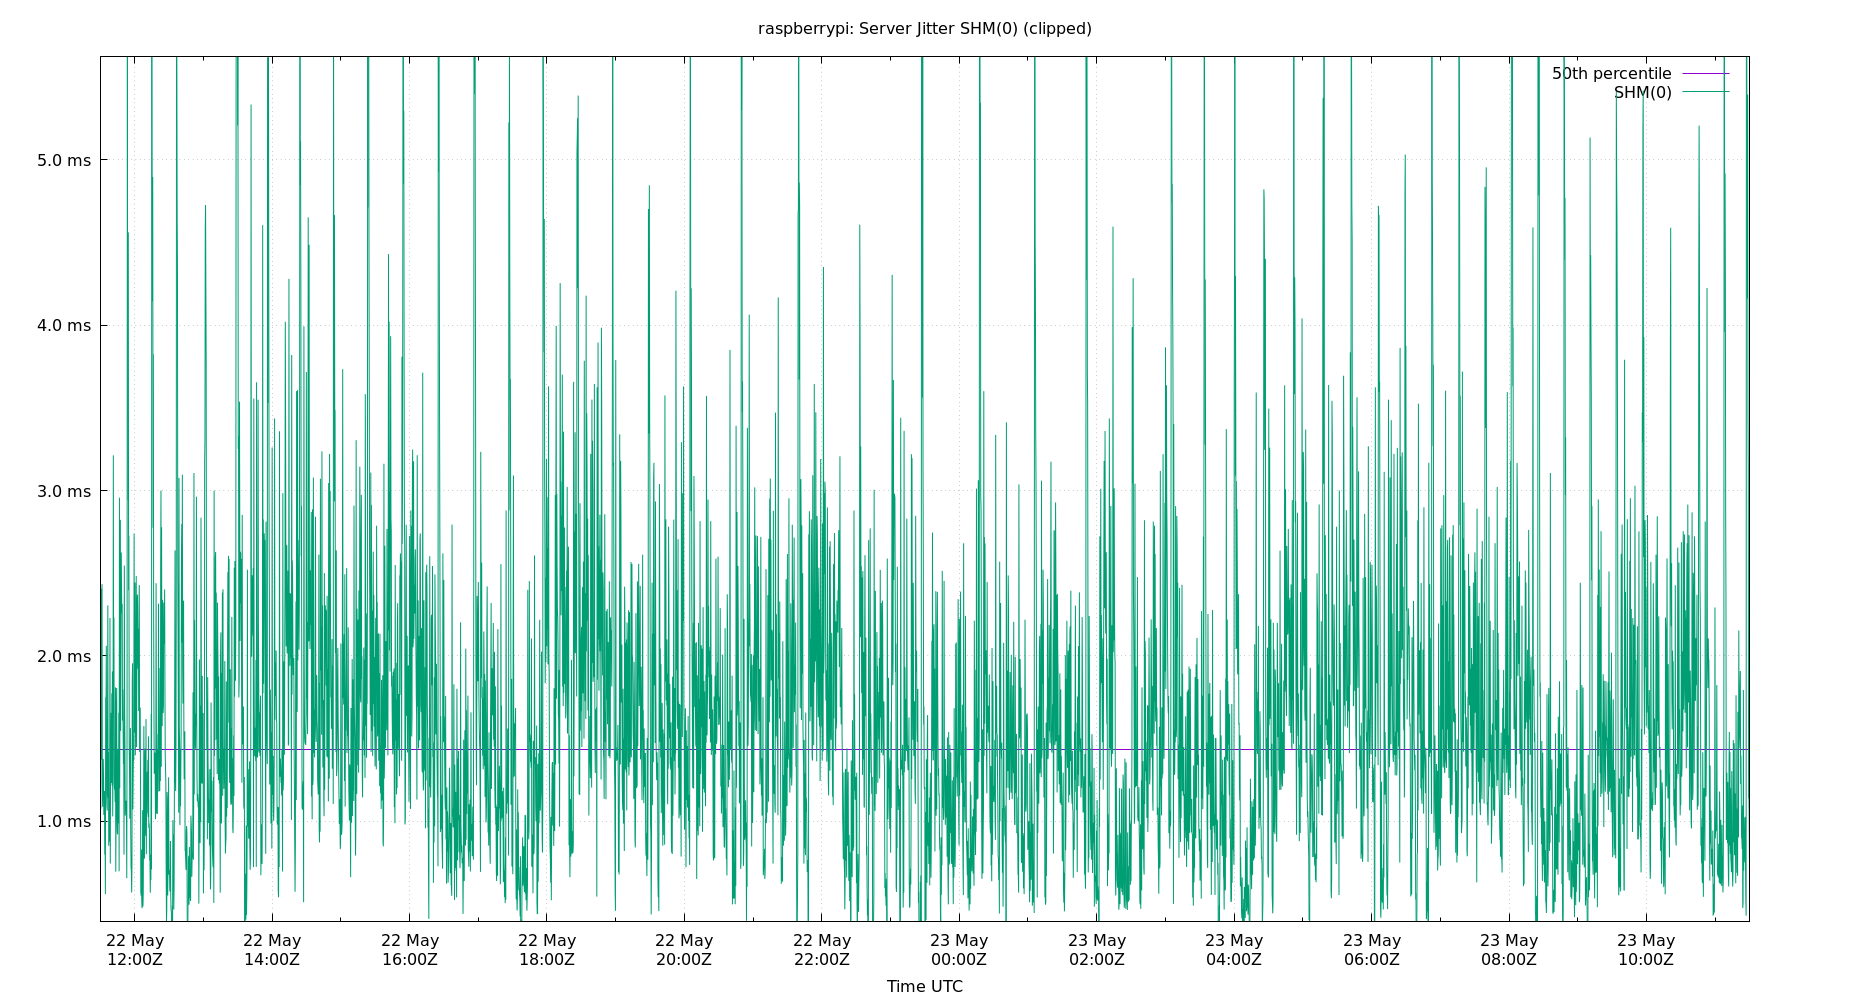 raspberrypi: Server Jitter SHM(0) (clipped)
50th percentile
SHM(0)
5.0 ms
4.0 ms
3.0 ms
2.0 ms
1.0 ms
22 May 22 May 22 May 22 May 22 May 22 May 23 May 23 May 23 May 23 May 23 May 23 May
12:00Z 14:00Z 16:00Z 18:00Z 20:00Z 22:00Z 00:00Z 02:00Z 04:00Z 06:00Z 08:00Z 10:00Z
Time UTC